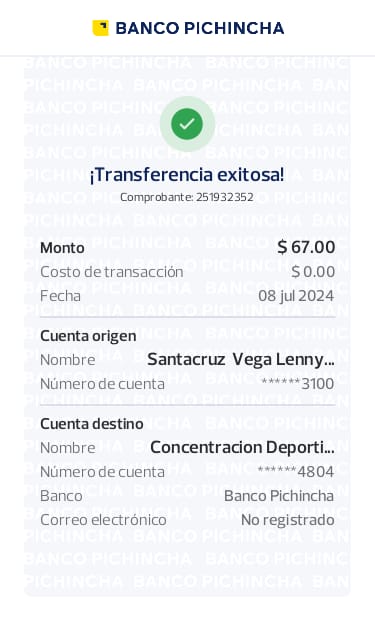 BANCO PICHINCHA
¡Transferencia exitosa!
Comprobante: 251932352
Monto $ 67.00
Costo de transacción $ 0.00
Fecha 08 jul 2024
Cuenta origen
Nombre Santacruz Vega Lenny...
Número de cuenta ******3100
Cuenta destino
Nombre Concentracion Deporti...
Número de cuenta ******4804
Banco Banco Pichincha
Correo electrónico No registrado